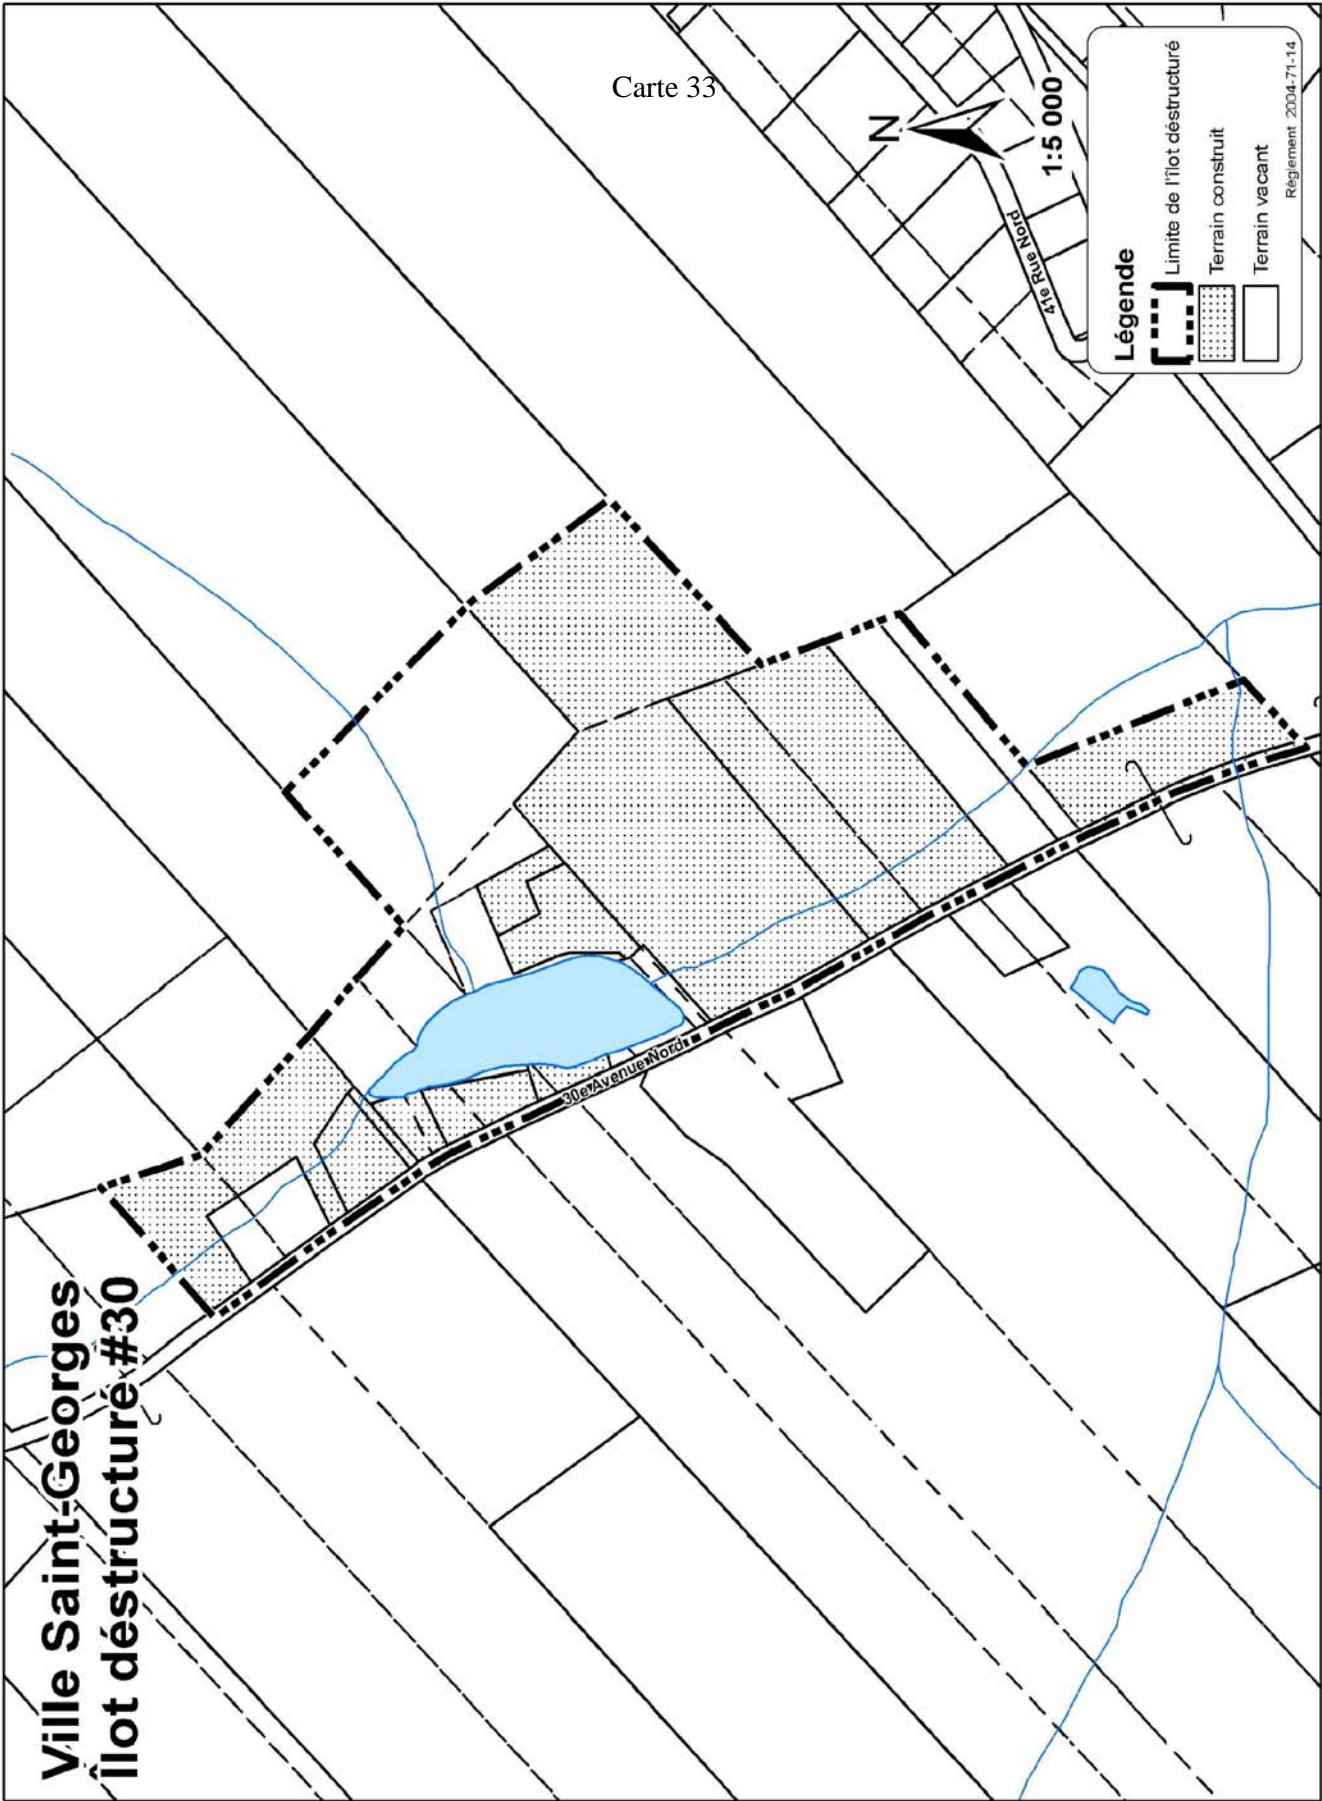 Carte 33
Ville Saint-Georges
Îlot déstructuré #30
30e Avenue Nord
41e Rue Nord
N
1:5 000
Légende
Limite de l'îlot déstructuré
Terrain construit
Terrain vacant
Règlement 2004-71-14